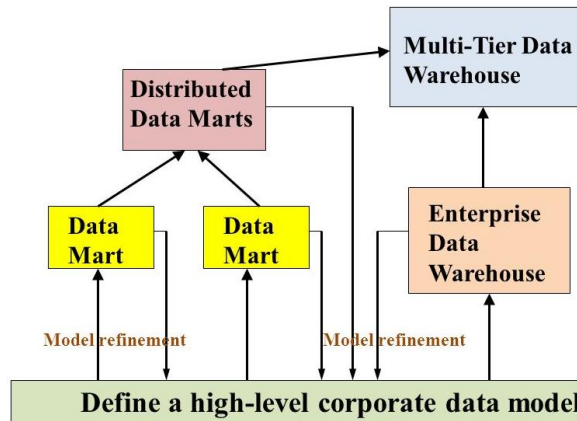 Multi-Tier Data
Warehouse
Distributed
Data Marts
Data
Mart
Data
Mart
Enterprise
Data
Warehouse
Model refinement
Model refinement
Define a high-level corporate data model